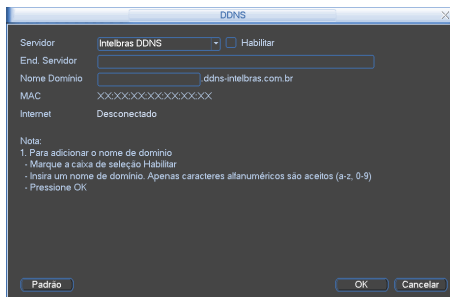 DDNS
Servidor Intelbras DDNS Habilitar
End. Servidor
Nome Domínio .ddns-intelbras.com.br
MAC XX:XX:XX:XX:XX:XX:XX
Internet Desconectado
Nota:
1. Para adicionar o nome de domínio
- Marque a caixa de seleção Habilitar
- Insira um nome de domínio. Apenas caracteres alfanuméricos são aceitos (a-z, 0-9)
- Pressione OK
Padrão OK Cancelar